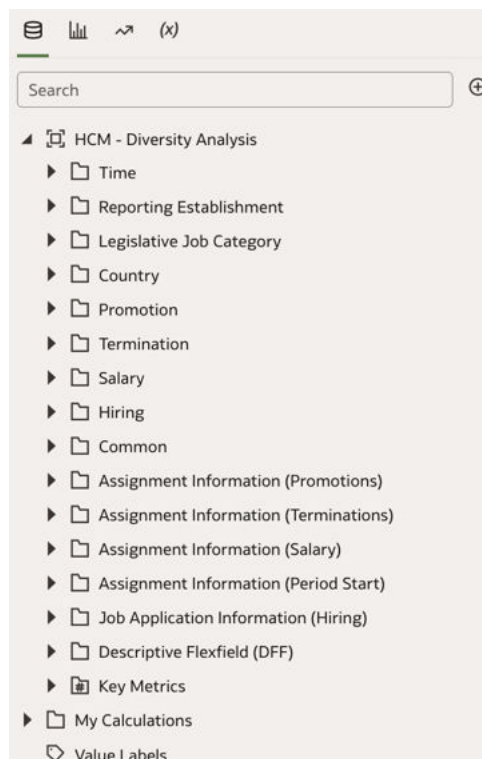 (x)
Search
HCM - Diversity Analysis
Time
Reporting Establishment
Legislative Job Category
Country
Promotion
Termination
Salary
Hiring
Common
Assignment Information (Promotions)
Assignment Information (Terminations)
Assignment Information (Salary)
Assignment Information (Period Start)
Job Application Information (Hiring)
Descriptive Flexfield (DFF)
# Key Metrics
My Calculations
Value Labels